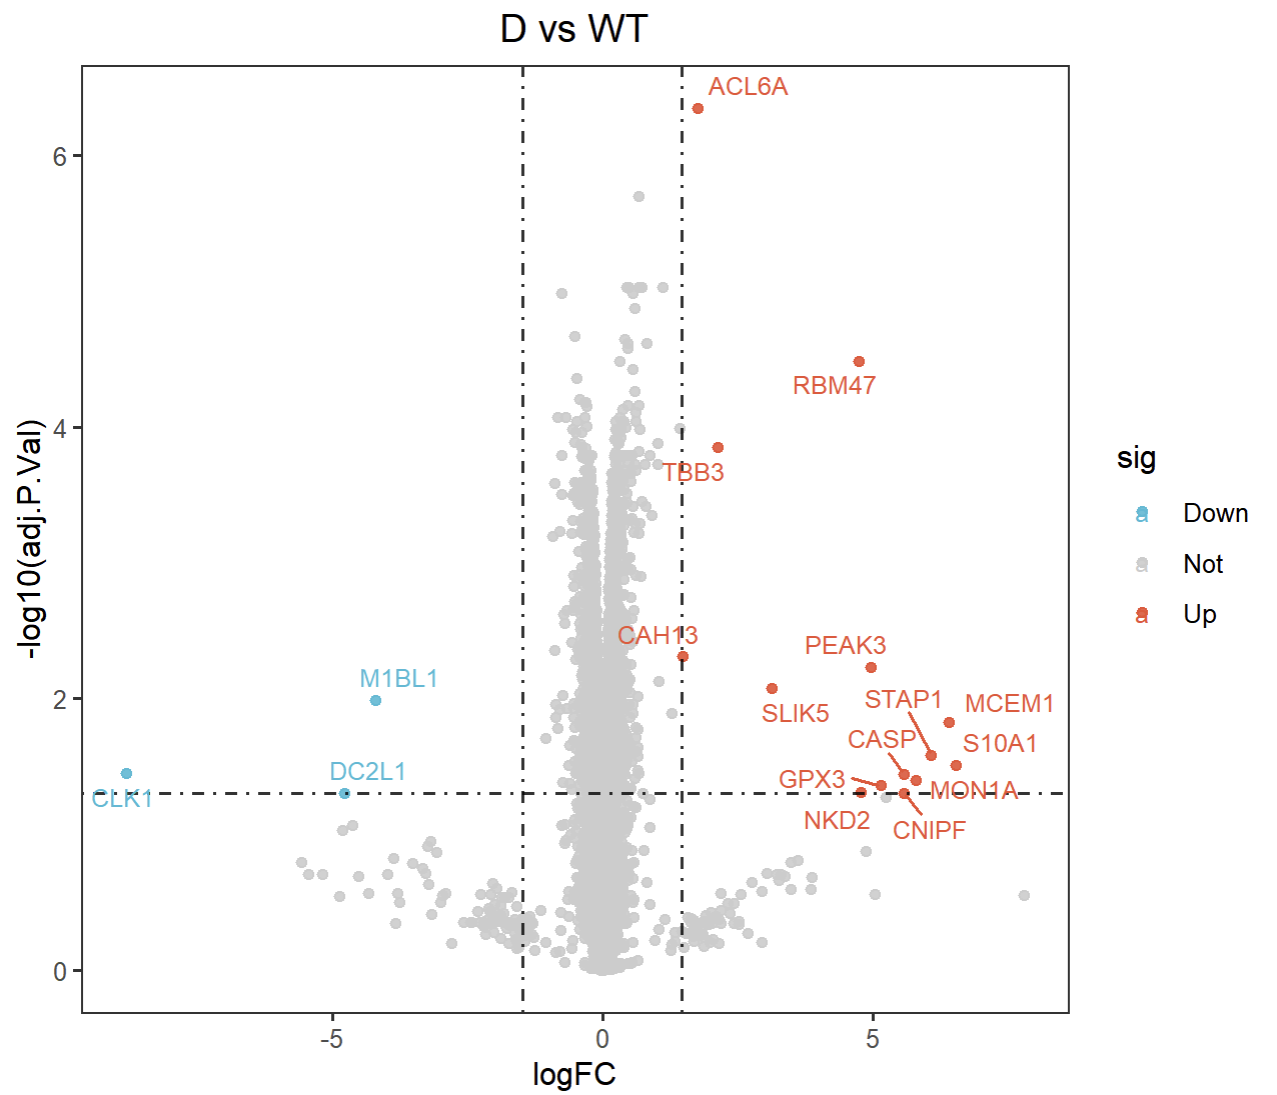 D vs WT
ACL6A
6
RBM47
4
TBB3
-log10(adj.P.Val)
sig
a Down
a Not
a Up
CAH13
PEAK3
M1BL1
2
STAP1
MCEM1
SLIK5
CASP
S10A1
DC2L1
GPX3
CLK1
MON1A
NKD2
CNIPF
0
-5 0 5
logFC